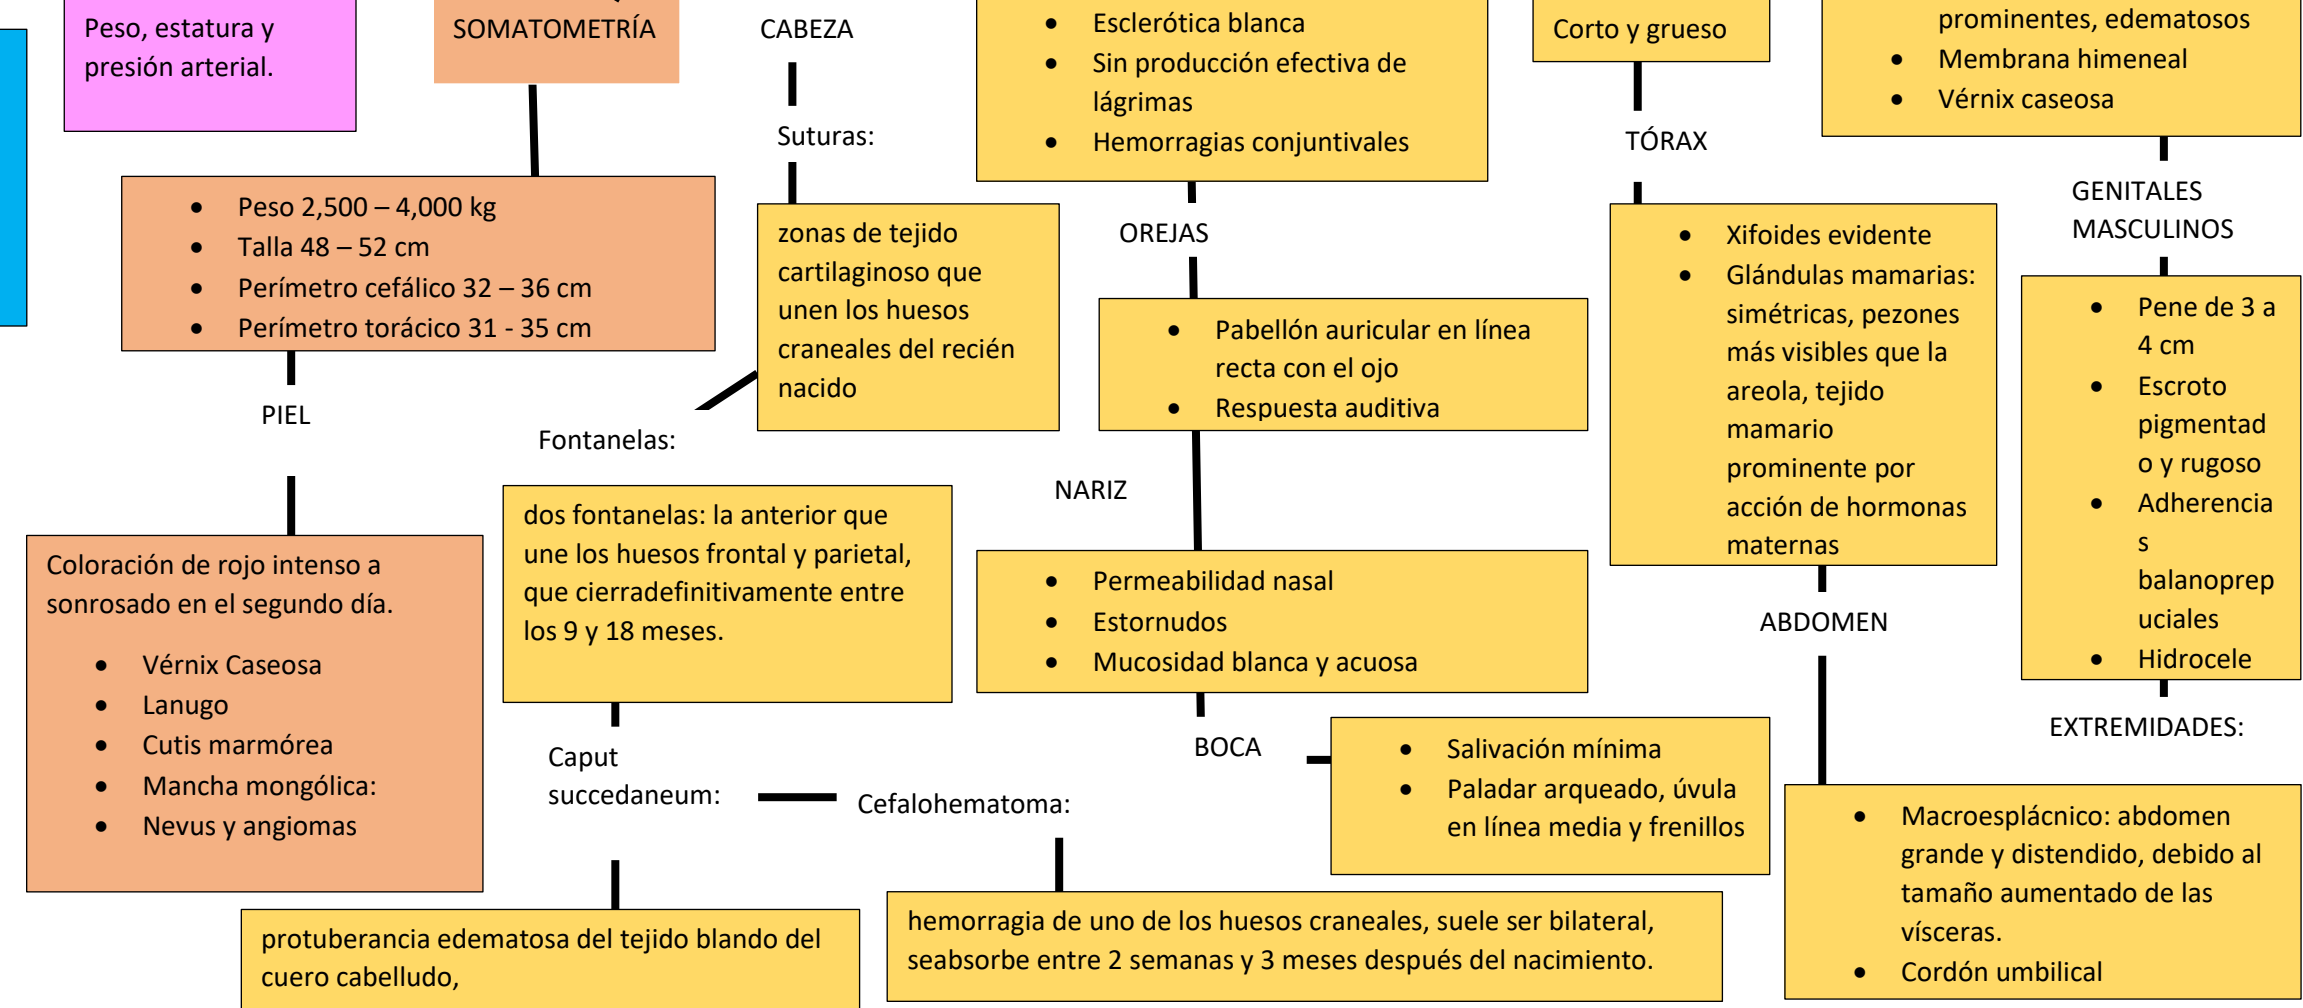 Peso, estatura y
presión arterial.
SOMATOMETRÍA
• Peso 2,500 – 4,000 kg
• Talla 48 – 52 cm
• Perímetro cefálico 32 – 36 cm
• Perímetro torácico 31 - 35 cm
PIEL
Coloración de rojo intenso a
sonrosado en el segundo día.
• Vérnix Caseosa
• Lanugo
• Cutis marmórea
• Mancha mongólica:
• Nevus y angiomas
CABEZA
Suturas:
zonas de tejido
cartilaginoso que
unen los huesos
craneales del recién
nacido
Fontanelas:
dos fontanelas: la anterior que
une los huesos frontal y parietal,
que cierradefinitivamente entre
los 9 y 18 meses.
Caput
succedaneum:
protuberancia edematosa del tejido blando del
cuero cabelludo,
Cefalohematoma:
hemorragia de uno de los huesos craneales, suele ser bilateral,
seabsorbe entre 2 semanas y 3 meses después del nacimiento.
• Esclerótica blanca
• Sin producción efectiva de
lágrimas
• Hemorragias conjuntivales
OREJAS
• Pabellón auricular en línea
recta con el ojo
• Respuesta auditiva
NARIZ
• Permeabilidad nasal
• Estornudos
• Mucosidad blanca y acuosa
BOCA
• Salivación mínima
• Paladar arqueado, úvula
en línea media y frenillos
Corto y grueso
TÓRAX
• Xifoides evidente
• Glándulas mamarias:
simétricas, pezones
más visibles que la
areola, tejido
mamario
prominente por
acción de hormonas
maternas
ABDOMEN
• Macroesplácnico: abdomen
grande y distendido, debido al
tamaño aumentado de las
vísceras.
• Cordón umbilical
prominentes, edematosos
• Membrana himeneal
• Vérnix caseosa
GENITALES
MASCULINOS
• Pene de 3 a
4 cm
• Escroto
pigmentad
o y rugoso
• Adherencia
s
balanoprep
uciales
• Hidrocele
EXTREMIDADES: